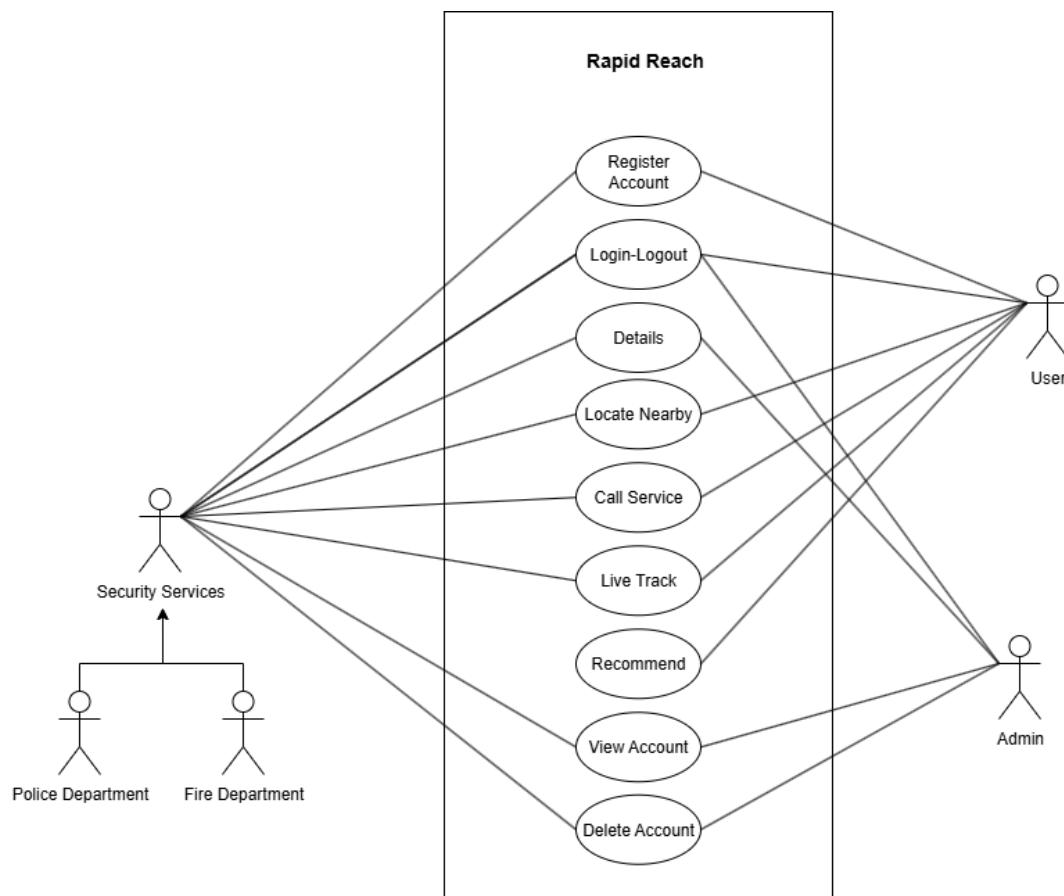 Rapid Reach
Register
Account
Login-Logout
Details
Locate Nearby
Call Service
Live Track
Recommend
View Account
Delete Account
User
Security Services
Police Department
Fire Department
Admin